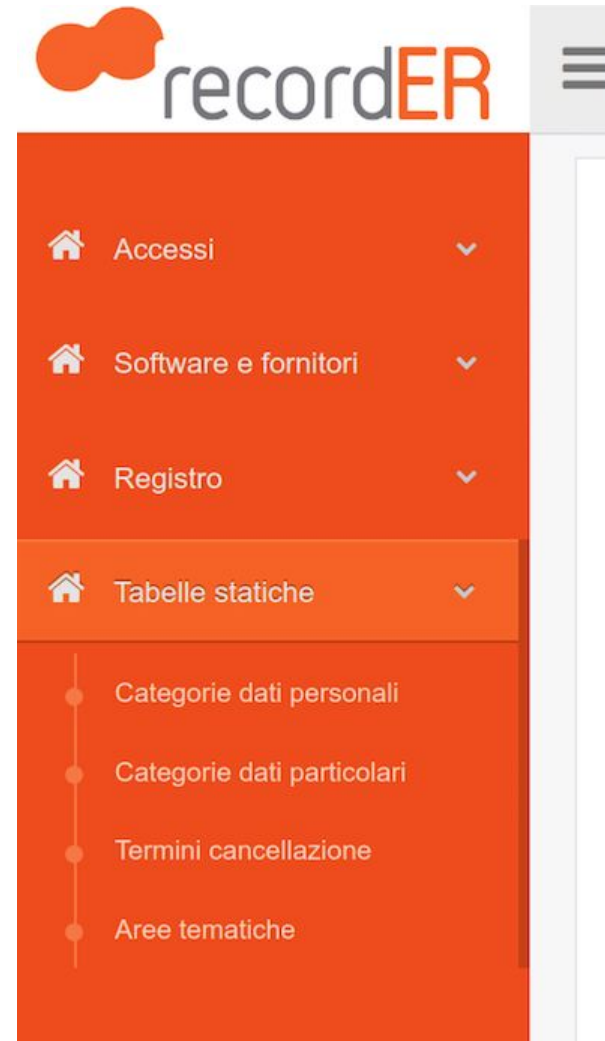 recordER
Accessi
Software e fornitori
Registro
Tabelle statiche
Categorie dati personali
Categorie dati particolari
Termini cancellazione
Aree tematiche